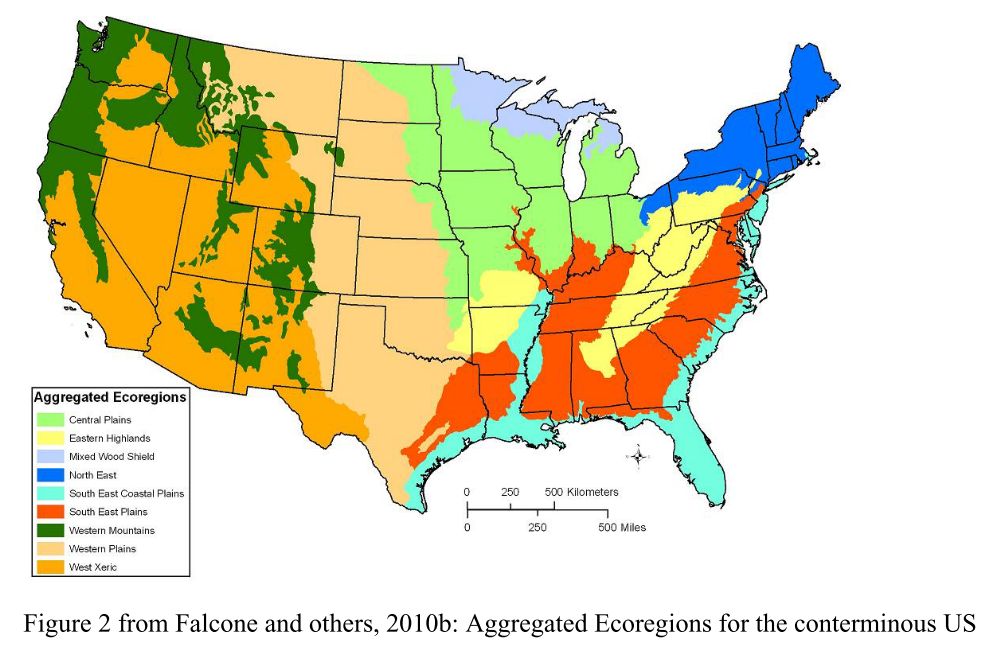 Aggregated Ecoregions
Central Plains
Eastern Highlands
Mixed Wood Shield
North East
South East Coastal Plains
South East Plains
Western Mountains
Western Plains
West Xeric
0 250 500 Kilometers
0 250 500 Miles
Figure 2 from Falcone and others, 2010b: Aggregated Ecoregions for the conterminous US